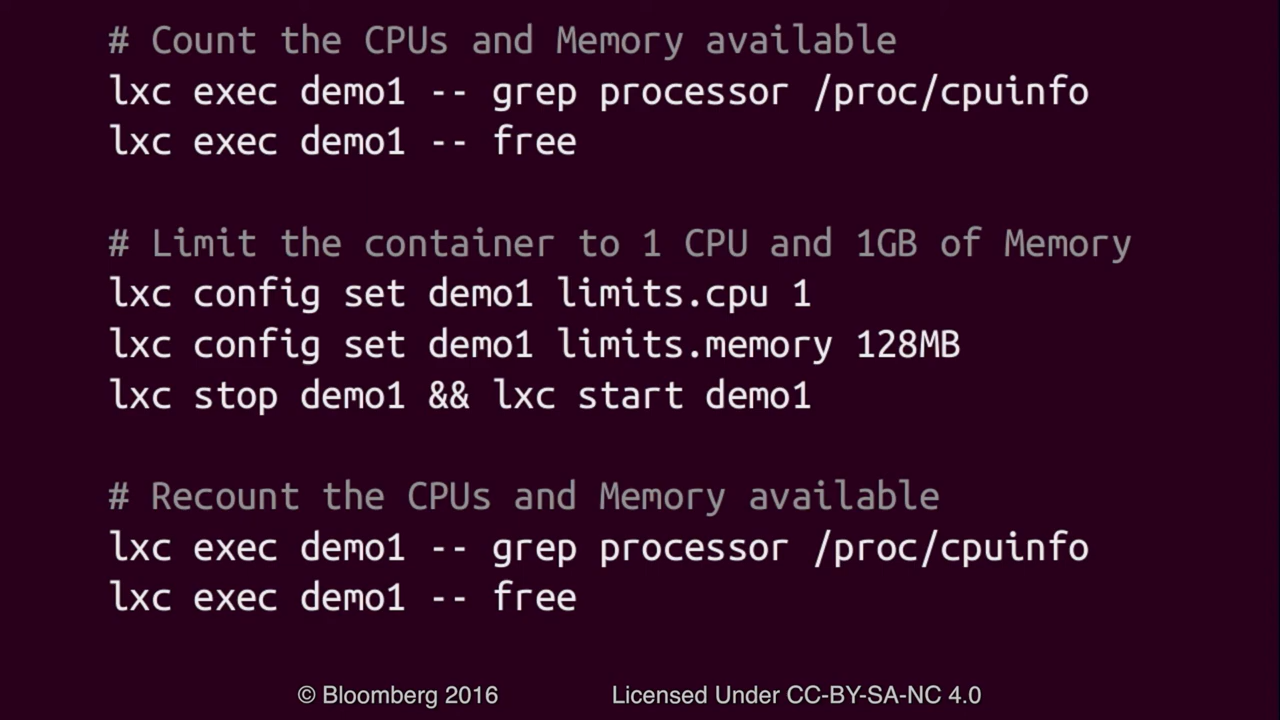 # Count the CPUs and Memory available
lxc exec demo1 -- grep processor /proc/cpuinfo
lxc exec demo1 -- free
# Limit the container to 1 CPU and 1GB of Memory
lxc config set demo1 limits.cpu 1
lxc config set demo1 limits.memory 128MB
lxc stop demo1 && lxc start demo1
# Recount the CPUs and Memory available
lxc exec demo1 -- grep processor /proc/cpuinfo
lxc exec demo1 -- free
© Bloomberg 2016 Licensed Under CC-BY-SA-NC 4.0